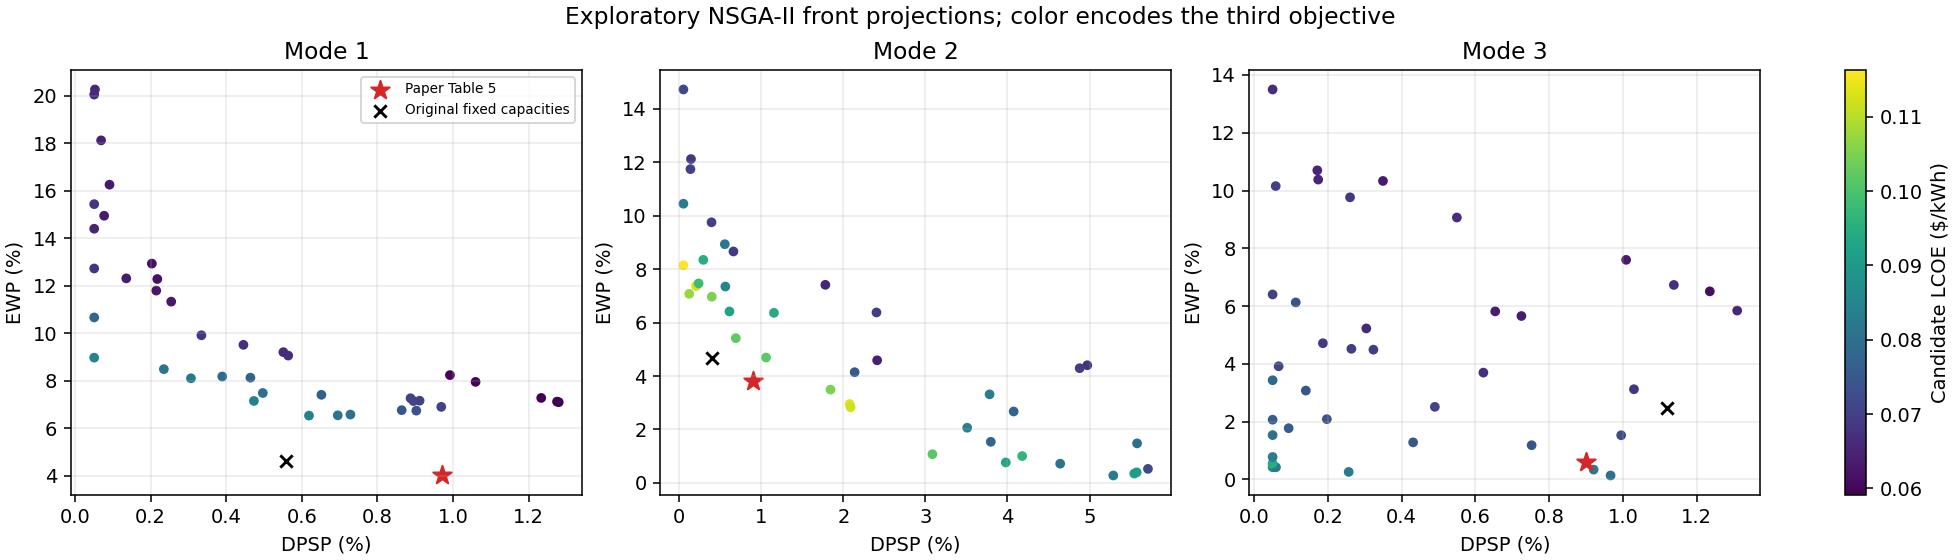 Exploratory NSGA-II front projections; color encodes the third objective
Mode 1
EWP (%)
20
18
16
14
12
10
8
6
4
0.0 0.2 0.4 0.6 0.8 1.0 1.2
DPSP (%)
Paper Table 5
Original fixed capacities
Mode 2
EWP (%)
14
12
10
8
6
4
2
0
0 1 2 3 4 5
DPSP (%)
Mode 3
EWP (%)
14
12
10
8
6
4
2
0
0.0 0.2 0.4 0.6 0.8 1.0 1.2
DPSP (%)
0.11
0.10
0.09
0.08
0.07
0.06
Candidate LCOE ($/kWh)